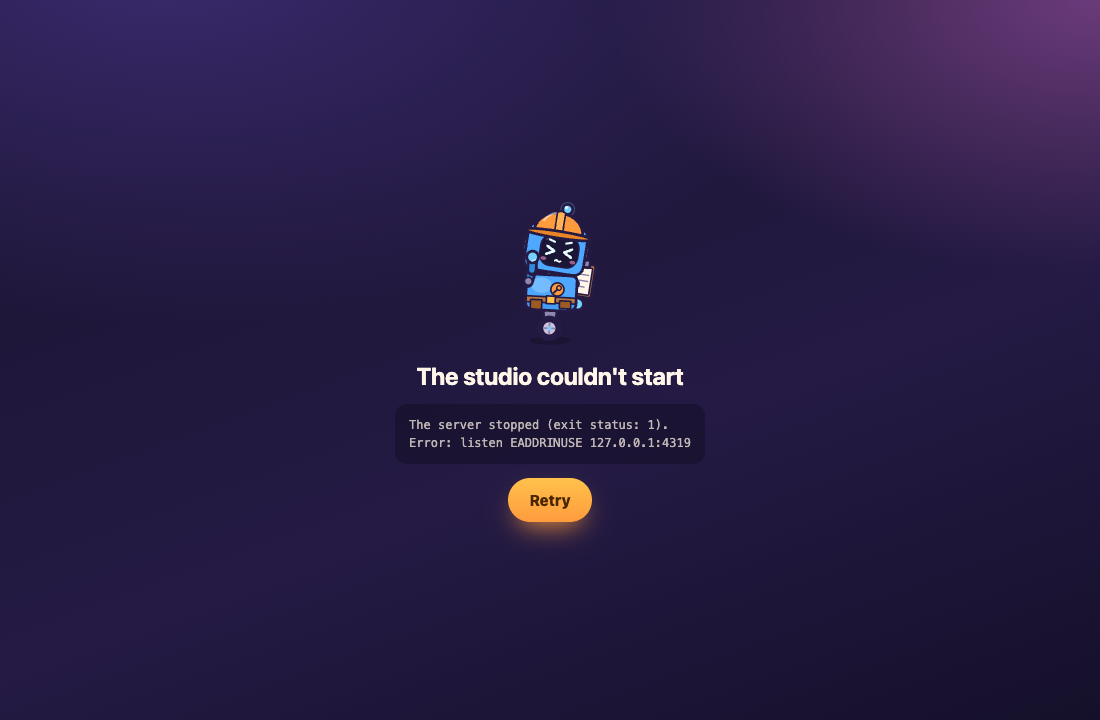 The studio couldn't start
The server stopped (exit status: 1).
Error: listen EADDRINUSE 127.0.0.1:4319
Retry